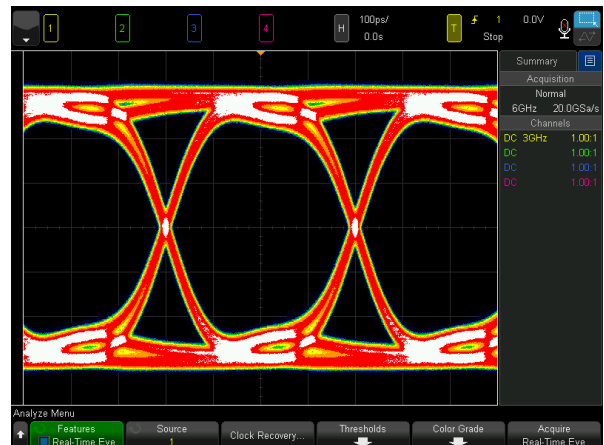 1 2 3 4 H 100ps/ 0.0s T 1 0.0V Stop
Summary
Acquisition
Normal
6GHz 20.0GSa/s
Channels
DC 3GHz 1.00:1
DC 1.00:1
DC 1.00:1
DC 1.00:1
Analyze Menu
Features Real-Time Eye
Source 1
Clock Recovery...
Thresholds
Color Grade
Acquire Real-Time Eye